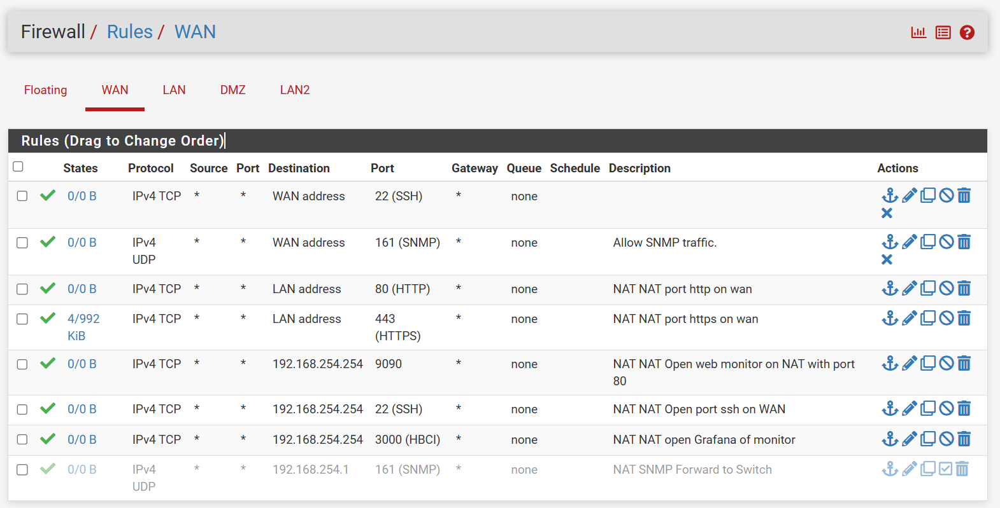 Firewall / Rules / WAN
Floating WAN LAN DMZ LAN2
Rules (Drag to Change Order)
States Protocol Source Port Destination Port Gateway Queue Schedule Description Actions
0/0 B IPv4 TCP * * WAN address 22 (SSH) * none
0/0 B IPv4 * * WAN address 161 (SNMP) * none Allow SNMP traffic.
UDP
0/0 B IPv4 TCP * * LAN address 80 (HTTP) * none NAT NAT port http on wan
4/992 IPv4 TCP * * LAN address 443 * none NAT NAT port https on wan
KiB (HTTPS)
0/0 B IPv4 TCP * * 192.168.254.254 9090 * none NAT NAT Open web monitor on NAT with port
80
0/0 B IPv4 TCP * * 192.168.254.254 22 (SSH) * none NAT NAT Open port ssh on WAN
0/0 B IPv4 TCP * * 192.168.254.254 3000 (HBCI) * none NAT NAT open Grafana of monitor
0/0 B IPv4 * * 192.168.254.1 161 (SNMP) * none NAT SNMP Forward to Switch
UDP